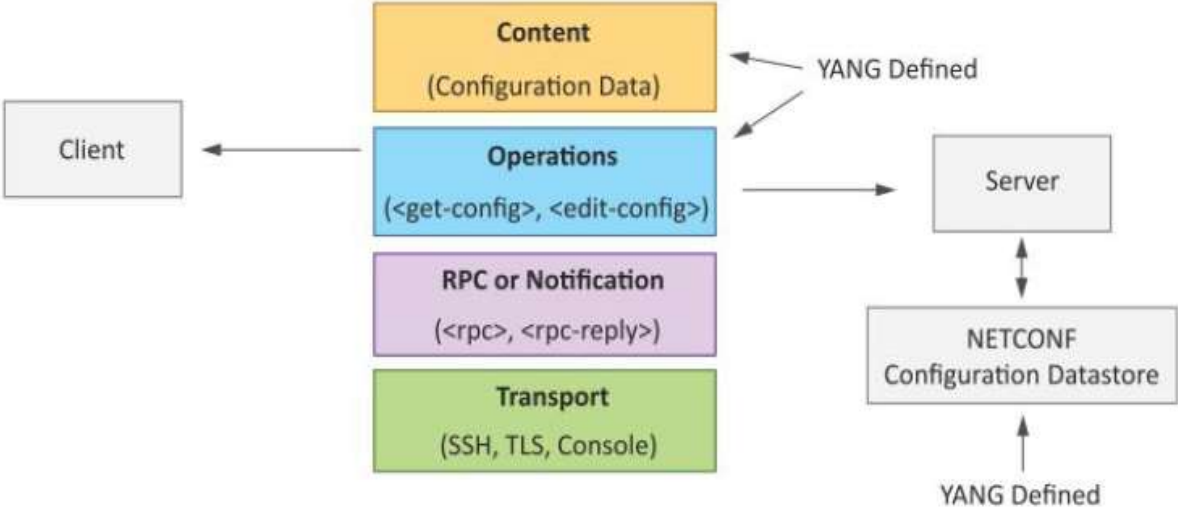 Content
(Configuration Data)
YANG Defined
Client
Operations
(<get-config>, <edit-config>)
Server
RPC or Notification
(<rpc>, <rpc-reply>)
NETCONF
Configuration Datastore
Transport
(SSH, TLS, Console)
YANG Defined